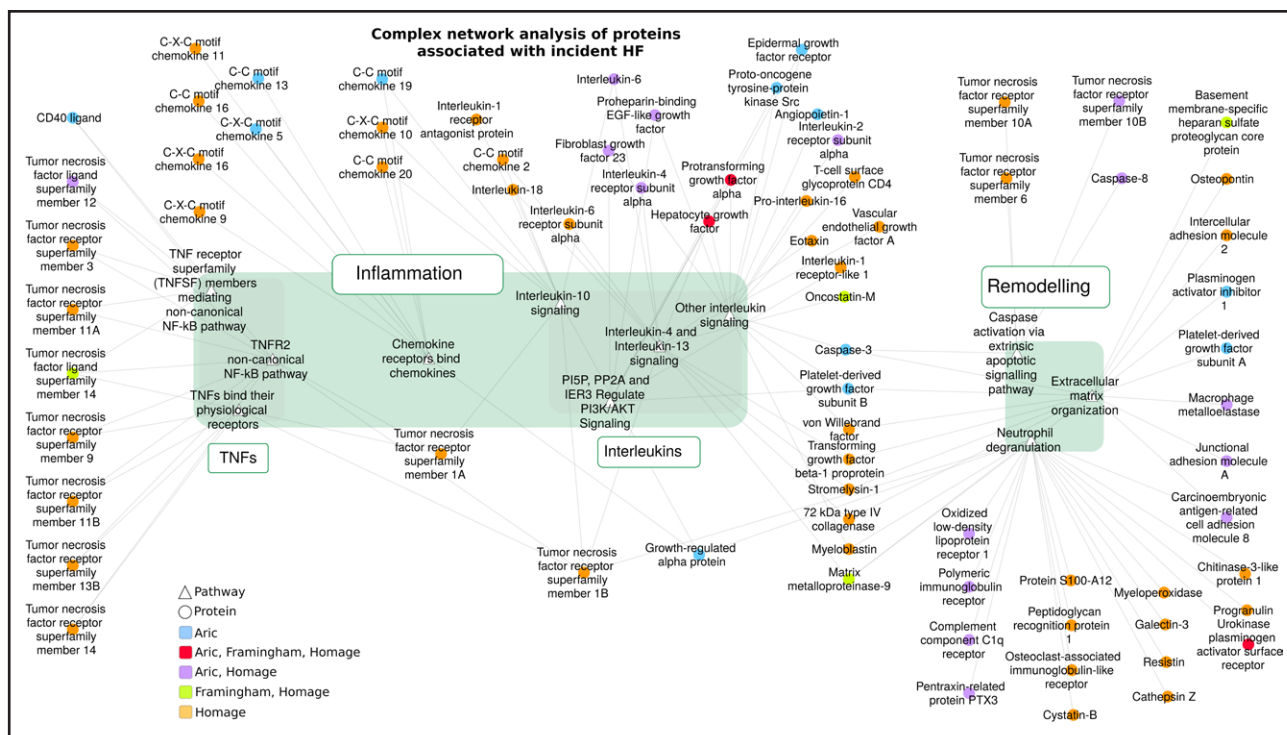 Complex network analysis of proteins
associated with incident HF
C-X-C motif
chemokine 11
C-C motif
chemokine 13
C-C motif
chemokine 16
C-X-C motif
chemokine 5
C-X-C motif
chemokine 16
C-X-C motif
chemokine 9
C-C motif
chemokine 19
C-X-C motif
chemokine 10
C-C motif
chemokine 20
Interleukin-1
receptor
antagonist protein
C-C motif
chemokine 2
Interleukin-18
Interleukin-6
receptor subunit
alpha
Interleukin-6
Proheparin-binding
EGF-like growth
factor
Fibroblast growth
factor 23
Interleukin-4
receptor subunit
alpha
Hepatocyte growth
factor
Protransforming
growth factor
alpha
Epidermal growth
factor receptor
Proto-oncogene
tyrosine-protein
kinase Src
Angiopoietin-1
Interleukin-2
receptor subunit
alpha
T-cell surface
glycoprotein CD4
Pro-interleukin-16
Vascular
endothelial growth
factor A
Eotaxin
Interleukin-1
receptor-like 1
Oncostatin-M
CD40 ligand
Tumor necrosis
factor ligand
superfamily
member 12
Tumor necrosis
factor receptor
superfamily
member 3
Tumor necrosis
factor receptor
superfamily
member 11A
Tumor necrosis
factor ligand
superfamily
member 14
Tumor necrosis
factor receptor
superfamily
member 9
Tumor necrosis
factor receptor
superfamily
member 11B
Tumor necrosis
factor receptor
superfamily
member 13B
Tumor necrosis
factor receptor
superfamily
member 14
TNF receptor
superfamily
(TNFSF) members
mediating
non-canonical
NF-kB pathway
TNFR2
non-canonical
NF-kB pathway
TNFs bind their
physiological
receptors
TNFs
Inflammation
Chemokine
receptors bind
chemokines
Interleukin-10
signaling
Interleukin-4 and
Interleukin-13
signaling
Other interleukin
signaling
PI5P, PP2A and
IER3 Regulate
PI3K/AKT
Signaling
Interleukins
Tumor necrosis
factor receptor
superfamily
member 1A
Tumor necrosis
factor receptor
superfamily
member 1B
Growth-regulated
alpha protein
Caspase-3
Platelet-derived
growth factor
subunit B
von Willebrand
factor
Transforming
growth factor
beta-1 proprotein
Stromelysin-1
72 kDa type IV
collagenase
Myeloblastin
Matrix
metalloproteinase-9
Tumor necrosis
factor receptor
superfamily
member 10A
Tumor necrosis
factor receptor
superfamily
member 10B
Tumor necrosis
factor receptor
superfamily
member 6
Caspase-8
Remodelling
Caspase
activation via
extrinsic
apoptotic
signalling
pathway
Extracellular
matrix
organization
Neutrophil
degranulation
Basement
membrane-specific
heparan sulfate
proteoglycan core
protein
Osteopontin
Intercellular
adhesion molecule
2
Plasminogen
activator inhibitor
1
Platelet-derived
growth factor
subunit A
Macrophage
metalloelastase
Junctional
adhesion molecule
A
Carcinoembryonic
antigen-related
cell adhesion
molecule 8
Chitinase-3-like
protein 1
Progranulin
Urokinase
plasminogen
activator surface
receptor
Oxidized
low-density
lipoprotein
receptor 1
Polymeric
immunoglobulin
receptor
Complement
component C1q
receptor
Pentraxin-related
protein PTX3
Protein S100-A12
Peptidoglycan
recognition protein
1
Osteoclast-associated
immunoglobulin-like
receptor
Cystatin-B
Myeloperoxidase
Galectin-3
Resistin
Cathepsin Z
Pathway
Protein
Aric
Aric, Framingham, Homage
Aric, Homage
Framingham, Homage
Homage